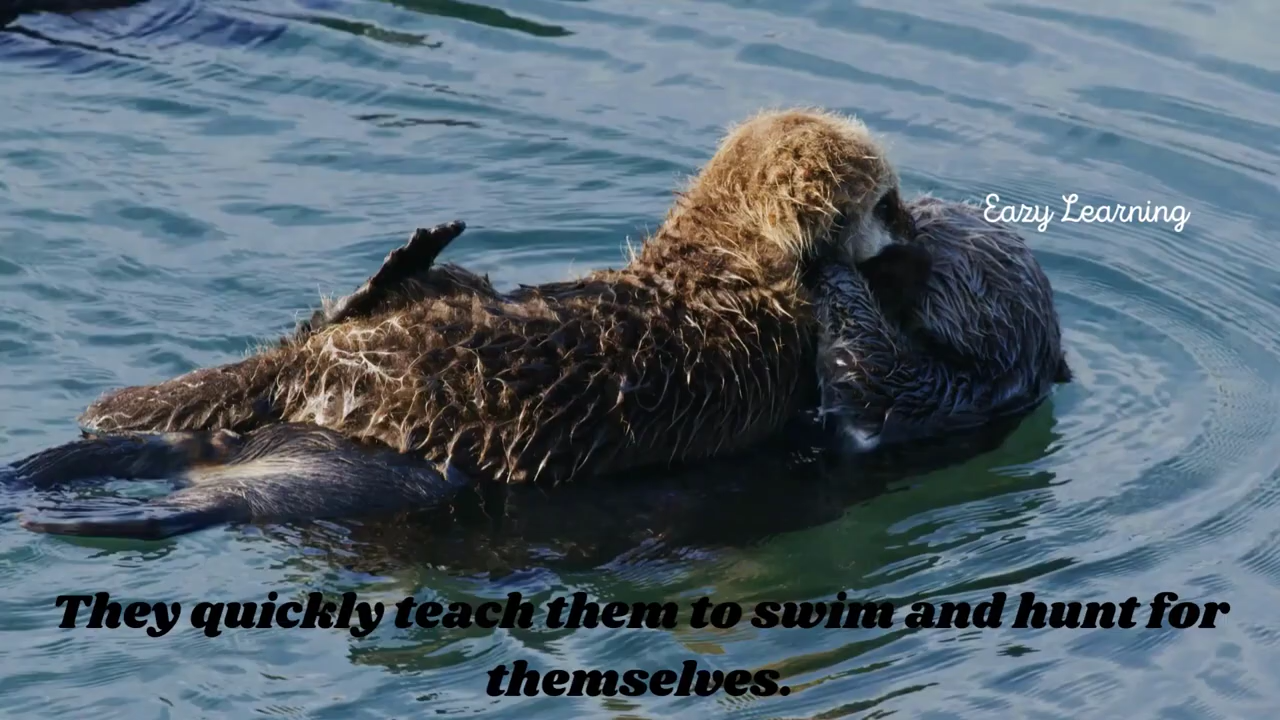 Eazy Learning
They quickly teach them to swim and hunt for
themselves.